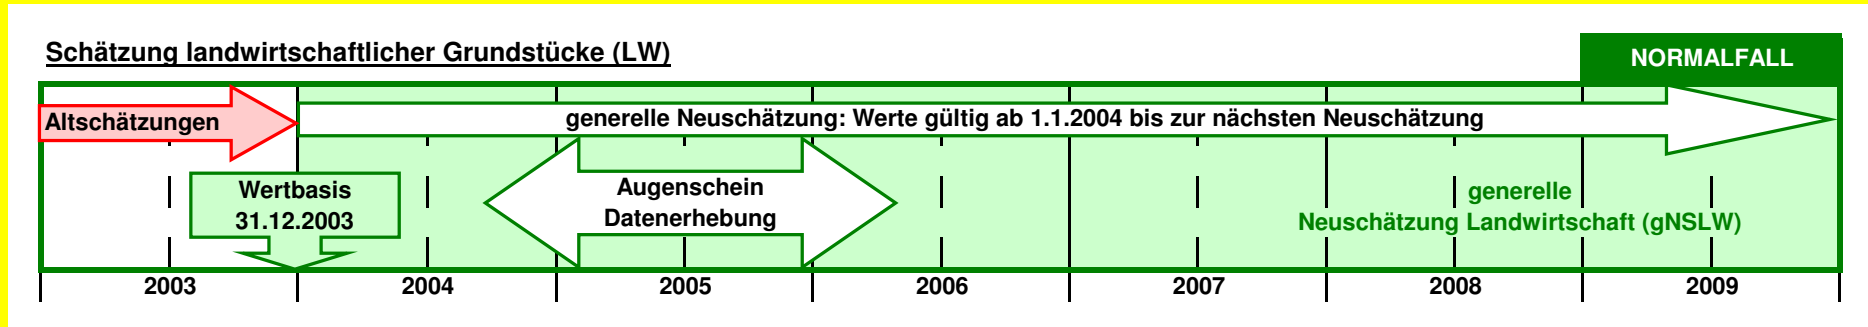 Schätzung landwirtschaftlicher Grundstücke (LW)
NORMALFALL
Altschätzungen
generelle Neuschätzung: Werte gültig ab 1.1.2004 bis zur nächsten Neuschätzung
Wertbasis
31.12.2003
Augenschein
Datenerhebung
generelle
Neuschätzung Landwirtschaft (gNSLW)
2003 2004 2005 2006 2007 2008 2009